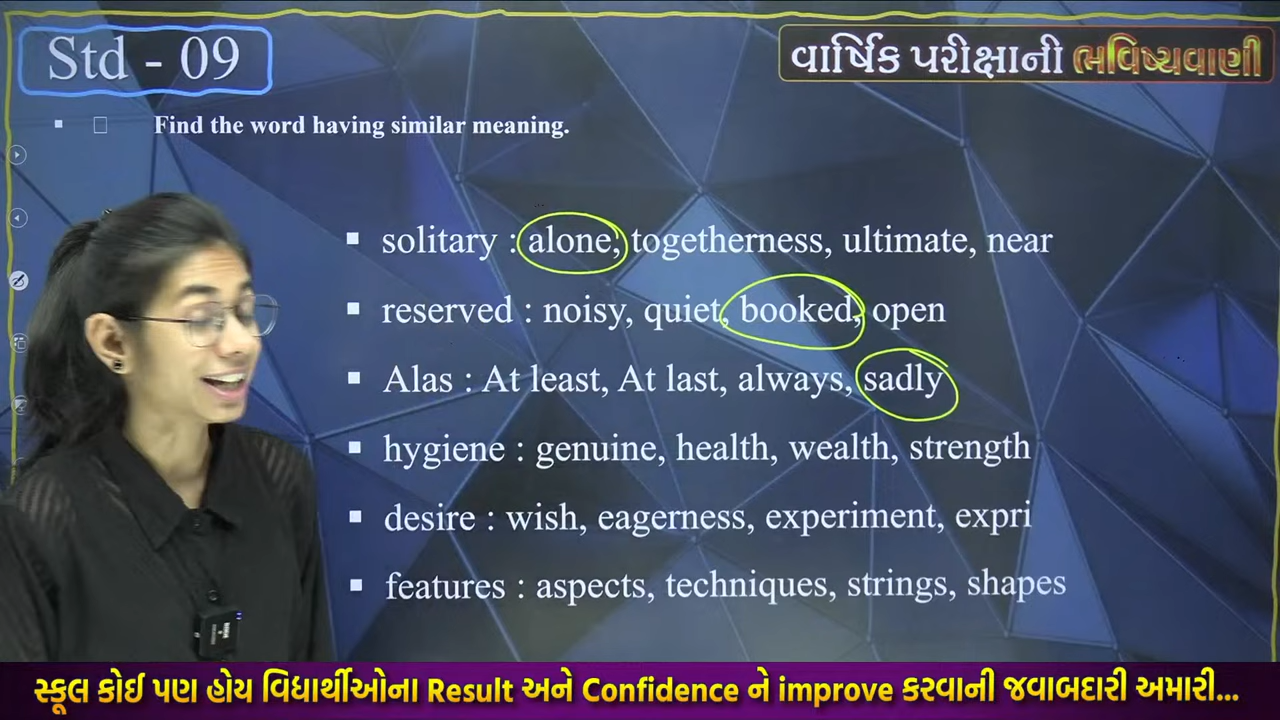 Std - 09
વાર્ષિક પરીક્ષાની ભવિષ્યવાણી
Find the word having similar meaning.
solitary : alone, togetherness, ultimate, near
reserved : noisy, quiet, booked, open
Alas : At least, At last, always, sadly
hygiene : genuine, health, wealth, strength
desire : wish, eagerness, experiment, expri
features : aspects, techniques, strings, shapes
સ્કૂલ કોઈ પણ હોય વિદ્યાર્થીઓના Result અને Confidence ને improve કરવાની જવાબદારી અમારી...